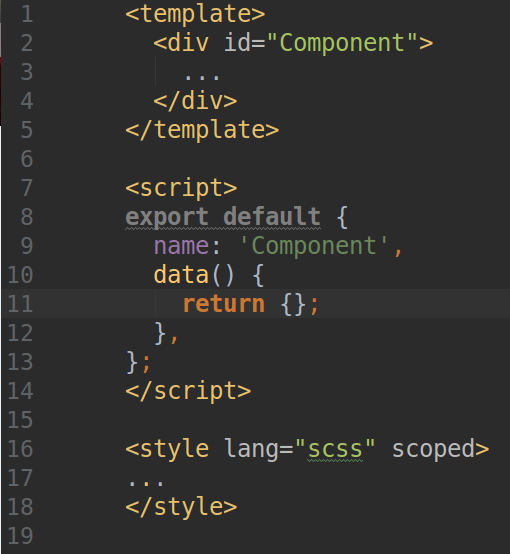 1 <template>
2 <div id="Component">
3 ...
4 </div>
5 </template>
6
7 <script>
8 export default {
9 name: 'Component',
10 data() {
11 return {};
12 },
13 };
14 </script>
15
16 <style lang="scss" scoped>
17 ...
18 </style>
19